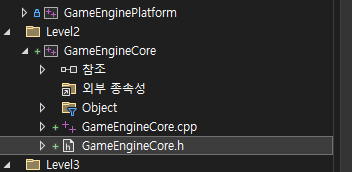 GameEnginePlatform
Level2
GameEngineCore
참조
외부 종속성
Object
GameEngineCore.cpp
GameEngineCore.h
Level3